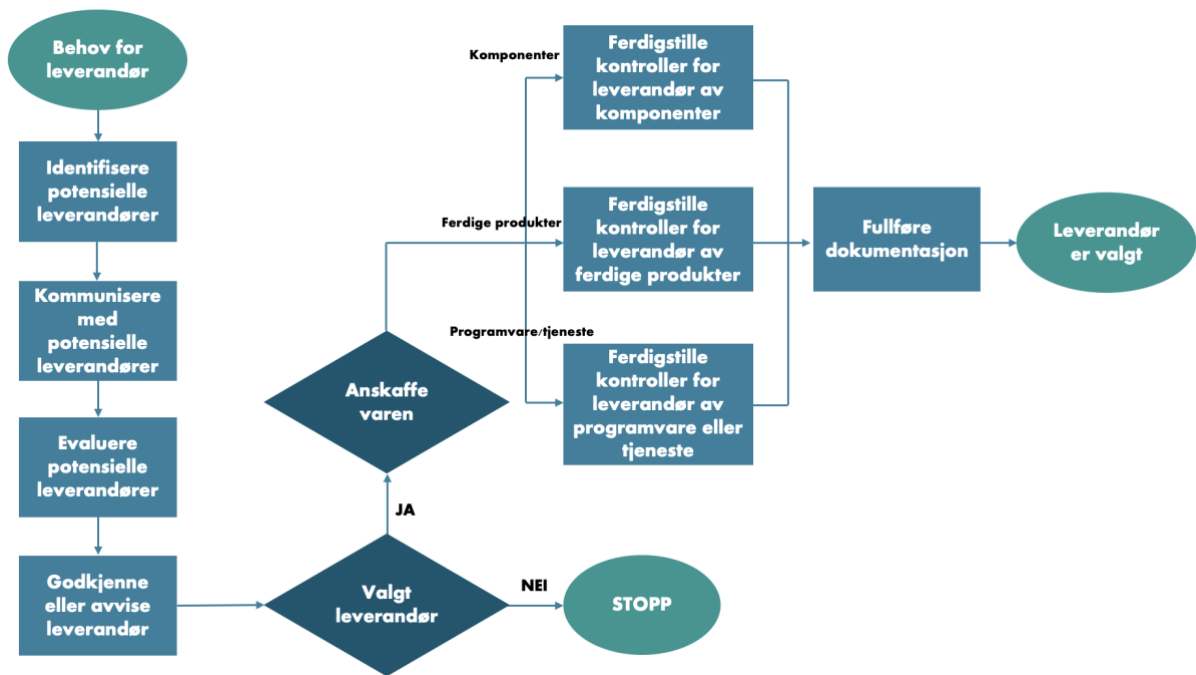 Behov for
leverandør
Identifisere
potensielle
leverandører
Kommunisere
med
potensielle
leverandører
Evaluere
potensielle
leverandører
Godkjenne
eller avvise
leverandør
Valgt
leverandør
NEI
STOPP
JA
Anskaffe
varen
Komponenter
Ferdigstille
kontroller for
leverandør av
komponenter
Ferdige produkter
Ferdigstille
kontroller for
leverandør av
ferdige produkter
Programvare/tjeneste
Ferdigstille
kontroller for
leverandør av
programvare eller
tjeneste
Fullføre
dokumentasjon
Leverandør
er valgt